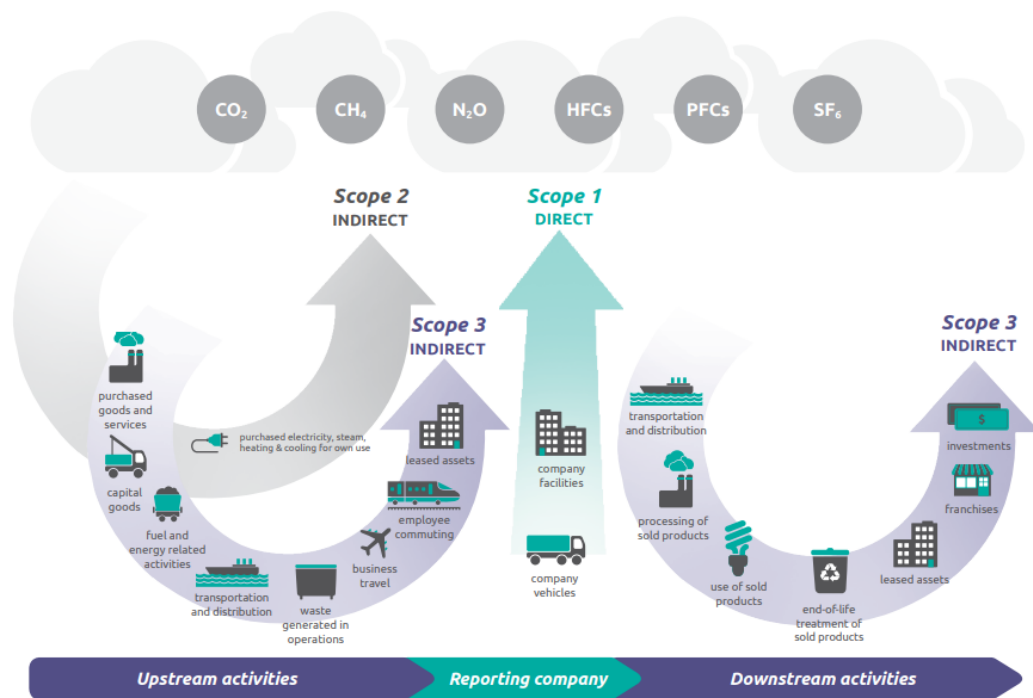 CO₂
CH₄
N₂O
HFCs
PFCs
SF₆
Scope 2
INDIRECT
Scope 1
DIRECT
Scope 3
INDIRECT
Scope 3
INDIRECT
purchased
goods and
services
capital
goods
fuel and
energy related
activities
transportation
and distribution
waste
generated in
operations
business
travel
employee
commuting
leased assets
purchased electricity, steam,
heating & cooling for own use
company
facilities
company
vehicles
transportation
and distribution
processing of
sold products
use of sold
products
end-of-life
treatment of
sold products
leased assets
franchises
$
investments
Upstream activities
Reporting company
Downstream activities